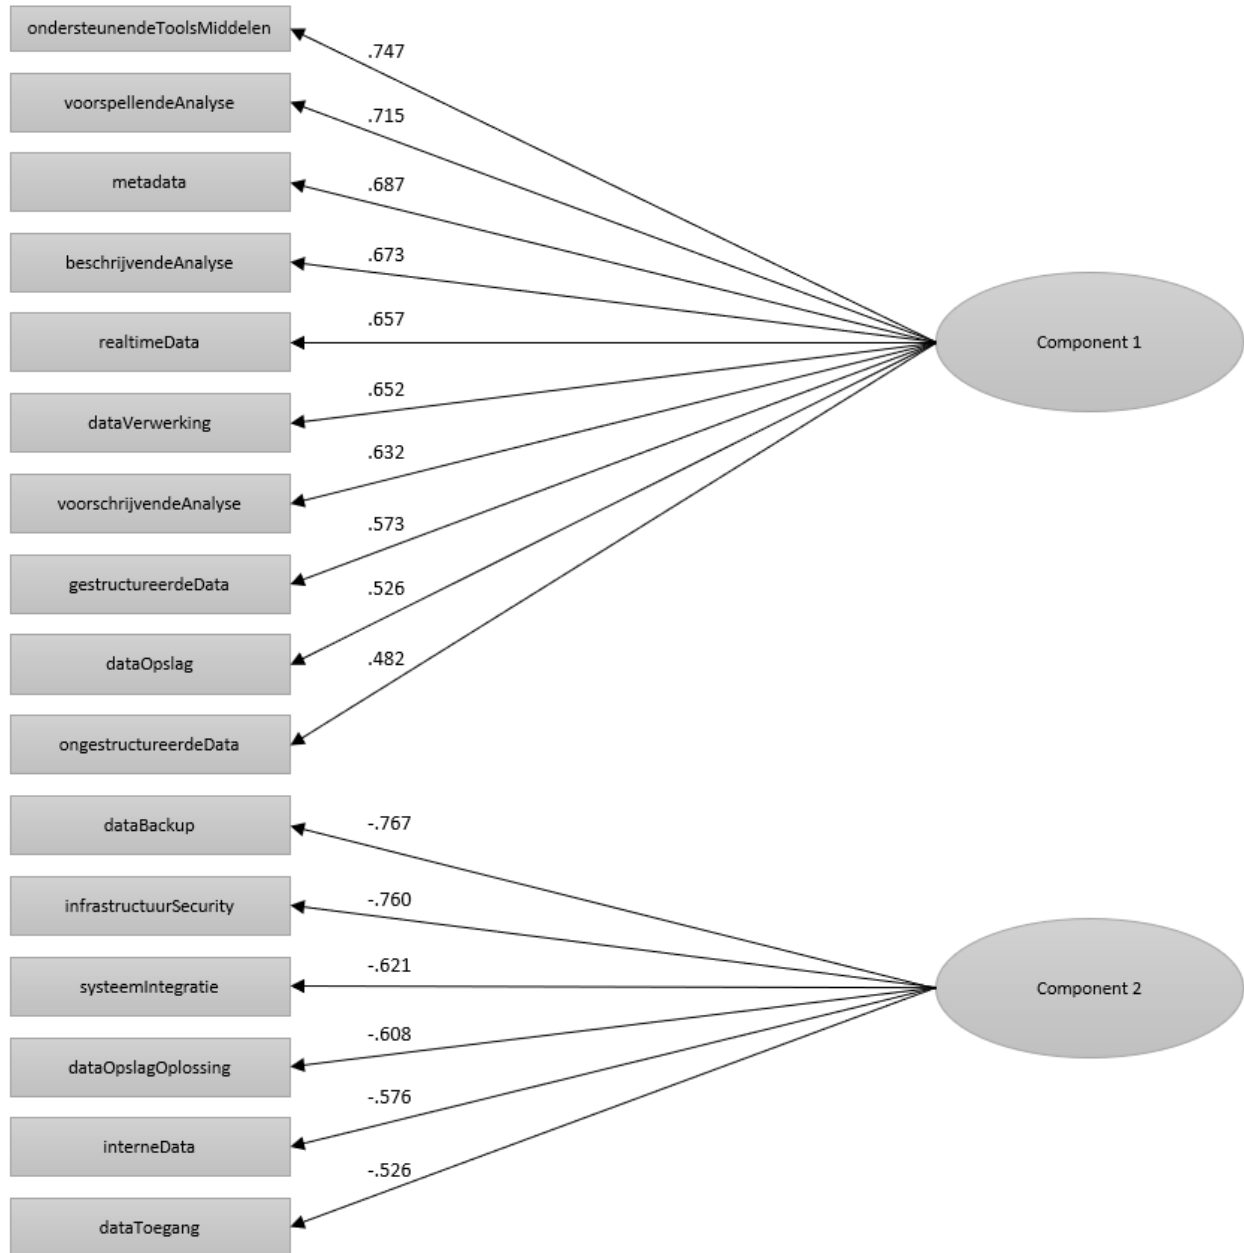 ondersteunendeToolsMiddelen
.747
voorspellendeAnalyse
.715
metadata
.687
beschrijvendeAnalyse
.673
realtimeData
.657
Component 1
dataVerwerking
.652
voorschrijvendeAnalyse
.632
gestructureerdeData
.573
dataOpslag
.526
ongestructureerdeData
.482
dataBackup
-.767
infrastructuurSecurity
-.760
systeemIntegratie
-.621
Component 2
dataOpslagOplossing
-.608
interneData
-.576
dataToegang
-.526